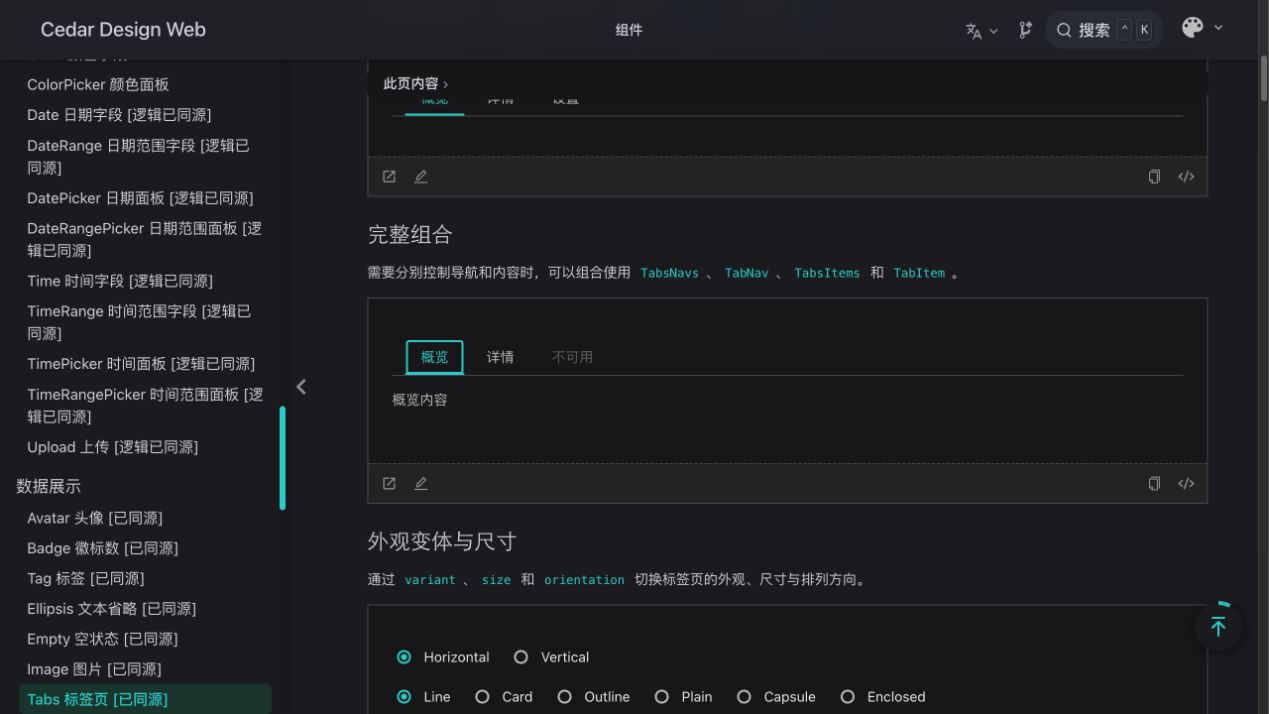 Cedar Design Web
组件
搜索 ^ K
ColorPicker 颜色面板
Date 日期字段 [逻辑已同源]
DateRange 日期范围字段 [逻辑已
同源]
DatePicker 日期面板 [逻辑已同源]
DateRangePicker 日期范围面板 [逻
辑已同源]
Time 时间字段 [逻辑已同源]
TimeRange 时间范围字段 [逻辑已
同源]
TimePicker 时间面板 [逻辑已同源]
TimeRangePicker 时间范围面板 [逻
辑已同源]
Upload 上传 [逻辑已同源]
数据展示
Avatar 头像 [已同源]
Badge 徽标数 [已同源]
Tag 标签 [已同源]
Ellipsis 文本省略 [已同源]
Empty 空状态 [已同源]
Image 图片 [已同源]
Tabs 标签页 [已同源]
此页内容 ›
概览 详情 设置
完整组合
需要分别控制导航和内容时，可以组合使用 TabsNavs 、 TabNav 、 TabsItems 和 TabItem 。
概览 详情 不可用
概览内容
外观变体与尺寸
通过 variant 、 size 和 orientation 切换标签页的外观、尺寸与排列方向。
Horizontal Vertical
Line Card Outline Plain Capsule Enclosed